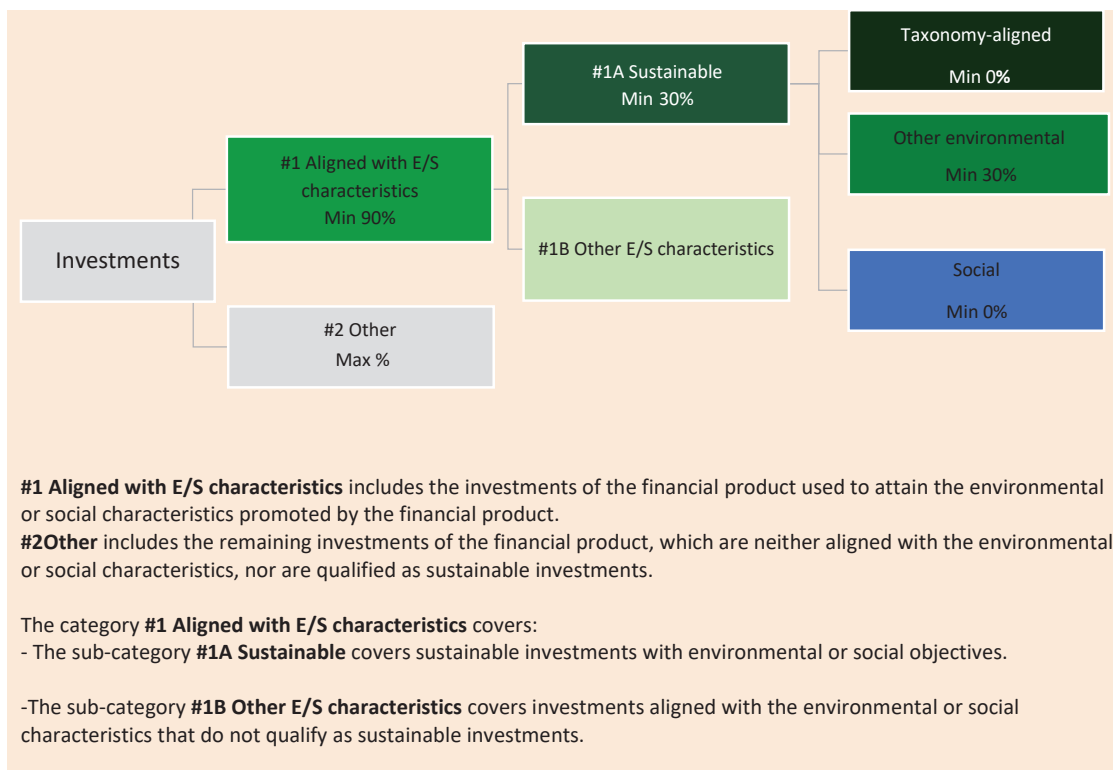 Taxonomy-aligned
Min 0%
#1A Sustainable
Min 30%
Other environmental
Min 30%
#1 Aligned with E/S
characteristics
Min 90%
#1B Other E/S characteristics
Investments
Social
Min 0%
#2 Other
Max %
#1 Aligned with E/S characteristics includes the investments of the financial product used to attain the environmental
or social characteristics promoted by the financial product.
#2Other includes the remaining investments of the financial product, which are neither aligned with the environmental
or social characteristics, nor are qualified as sustainable investments.
The category #1 Aligned with E/S characteristics covers:
- The sub-category #1A Sustainable covers sustainable investments with environmental or social objectives.
-The sub-category #1B Other E/S characteristics covers investments aligned with the environmental or social
characteristics that do not qualify as sustainable investments.